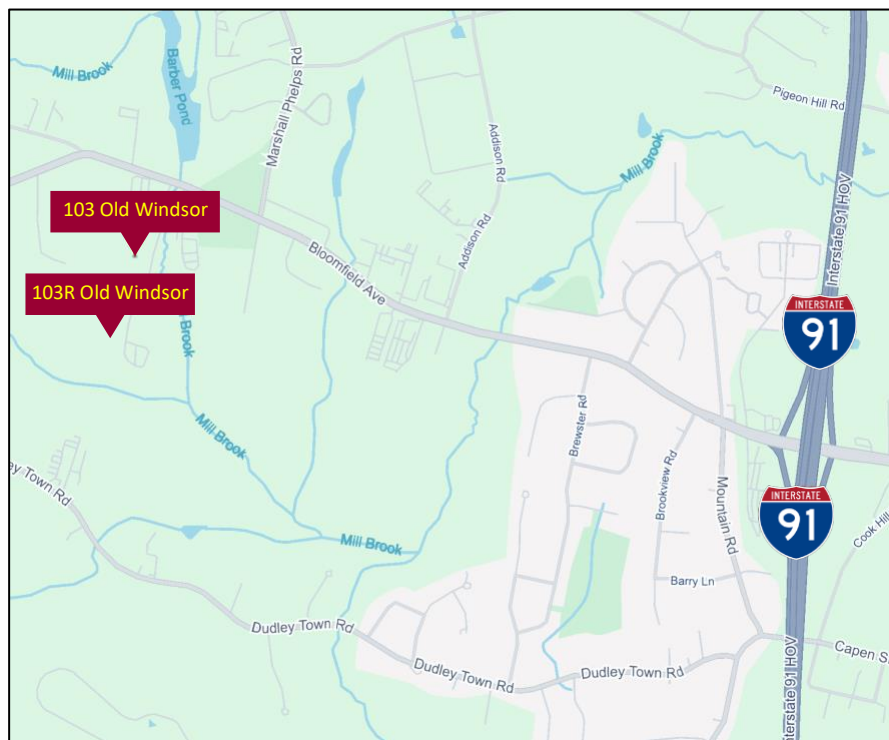 Mill Brook
Barber Pond
Marshall Phelps Rd
Addison Rd
Pigeon Hill Rd
Mill Brook
Interstate 91 HOV
103 Old Windsor
Addison Rd
Bloomfield Ave
103R Old Windsor
Brook
INTERSTATE
91
Mill Brook
Brewster Rd
Brookview Rd
Mountain Rd
ley Town Rd
INTERSTATE
91
Cook Hill
Mill Brook
Barry Ln
Dudley Town Rd
Dudley Town Rd
Dudley Town Rd
Capen S
Interstate 91 HOV